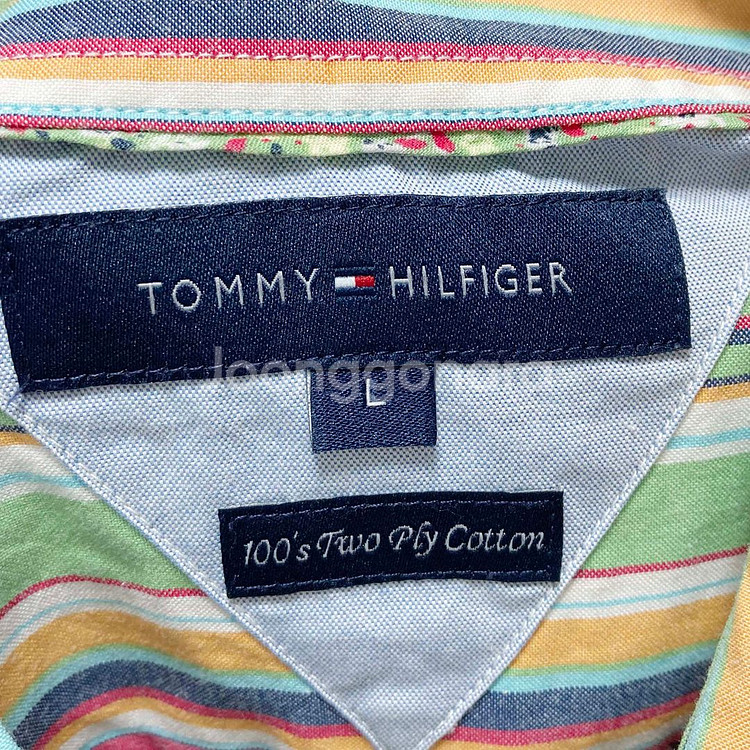 TOMMY HILFIGER
L
100's Two Ply Cotton